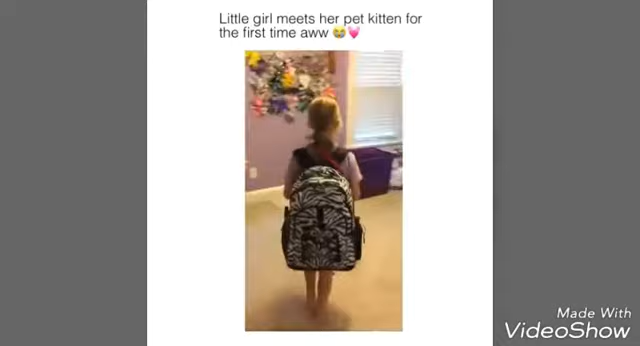 Little girl meets her pet kitten for
the first time aww 😭💓
Made With
VideoShow